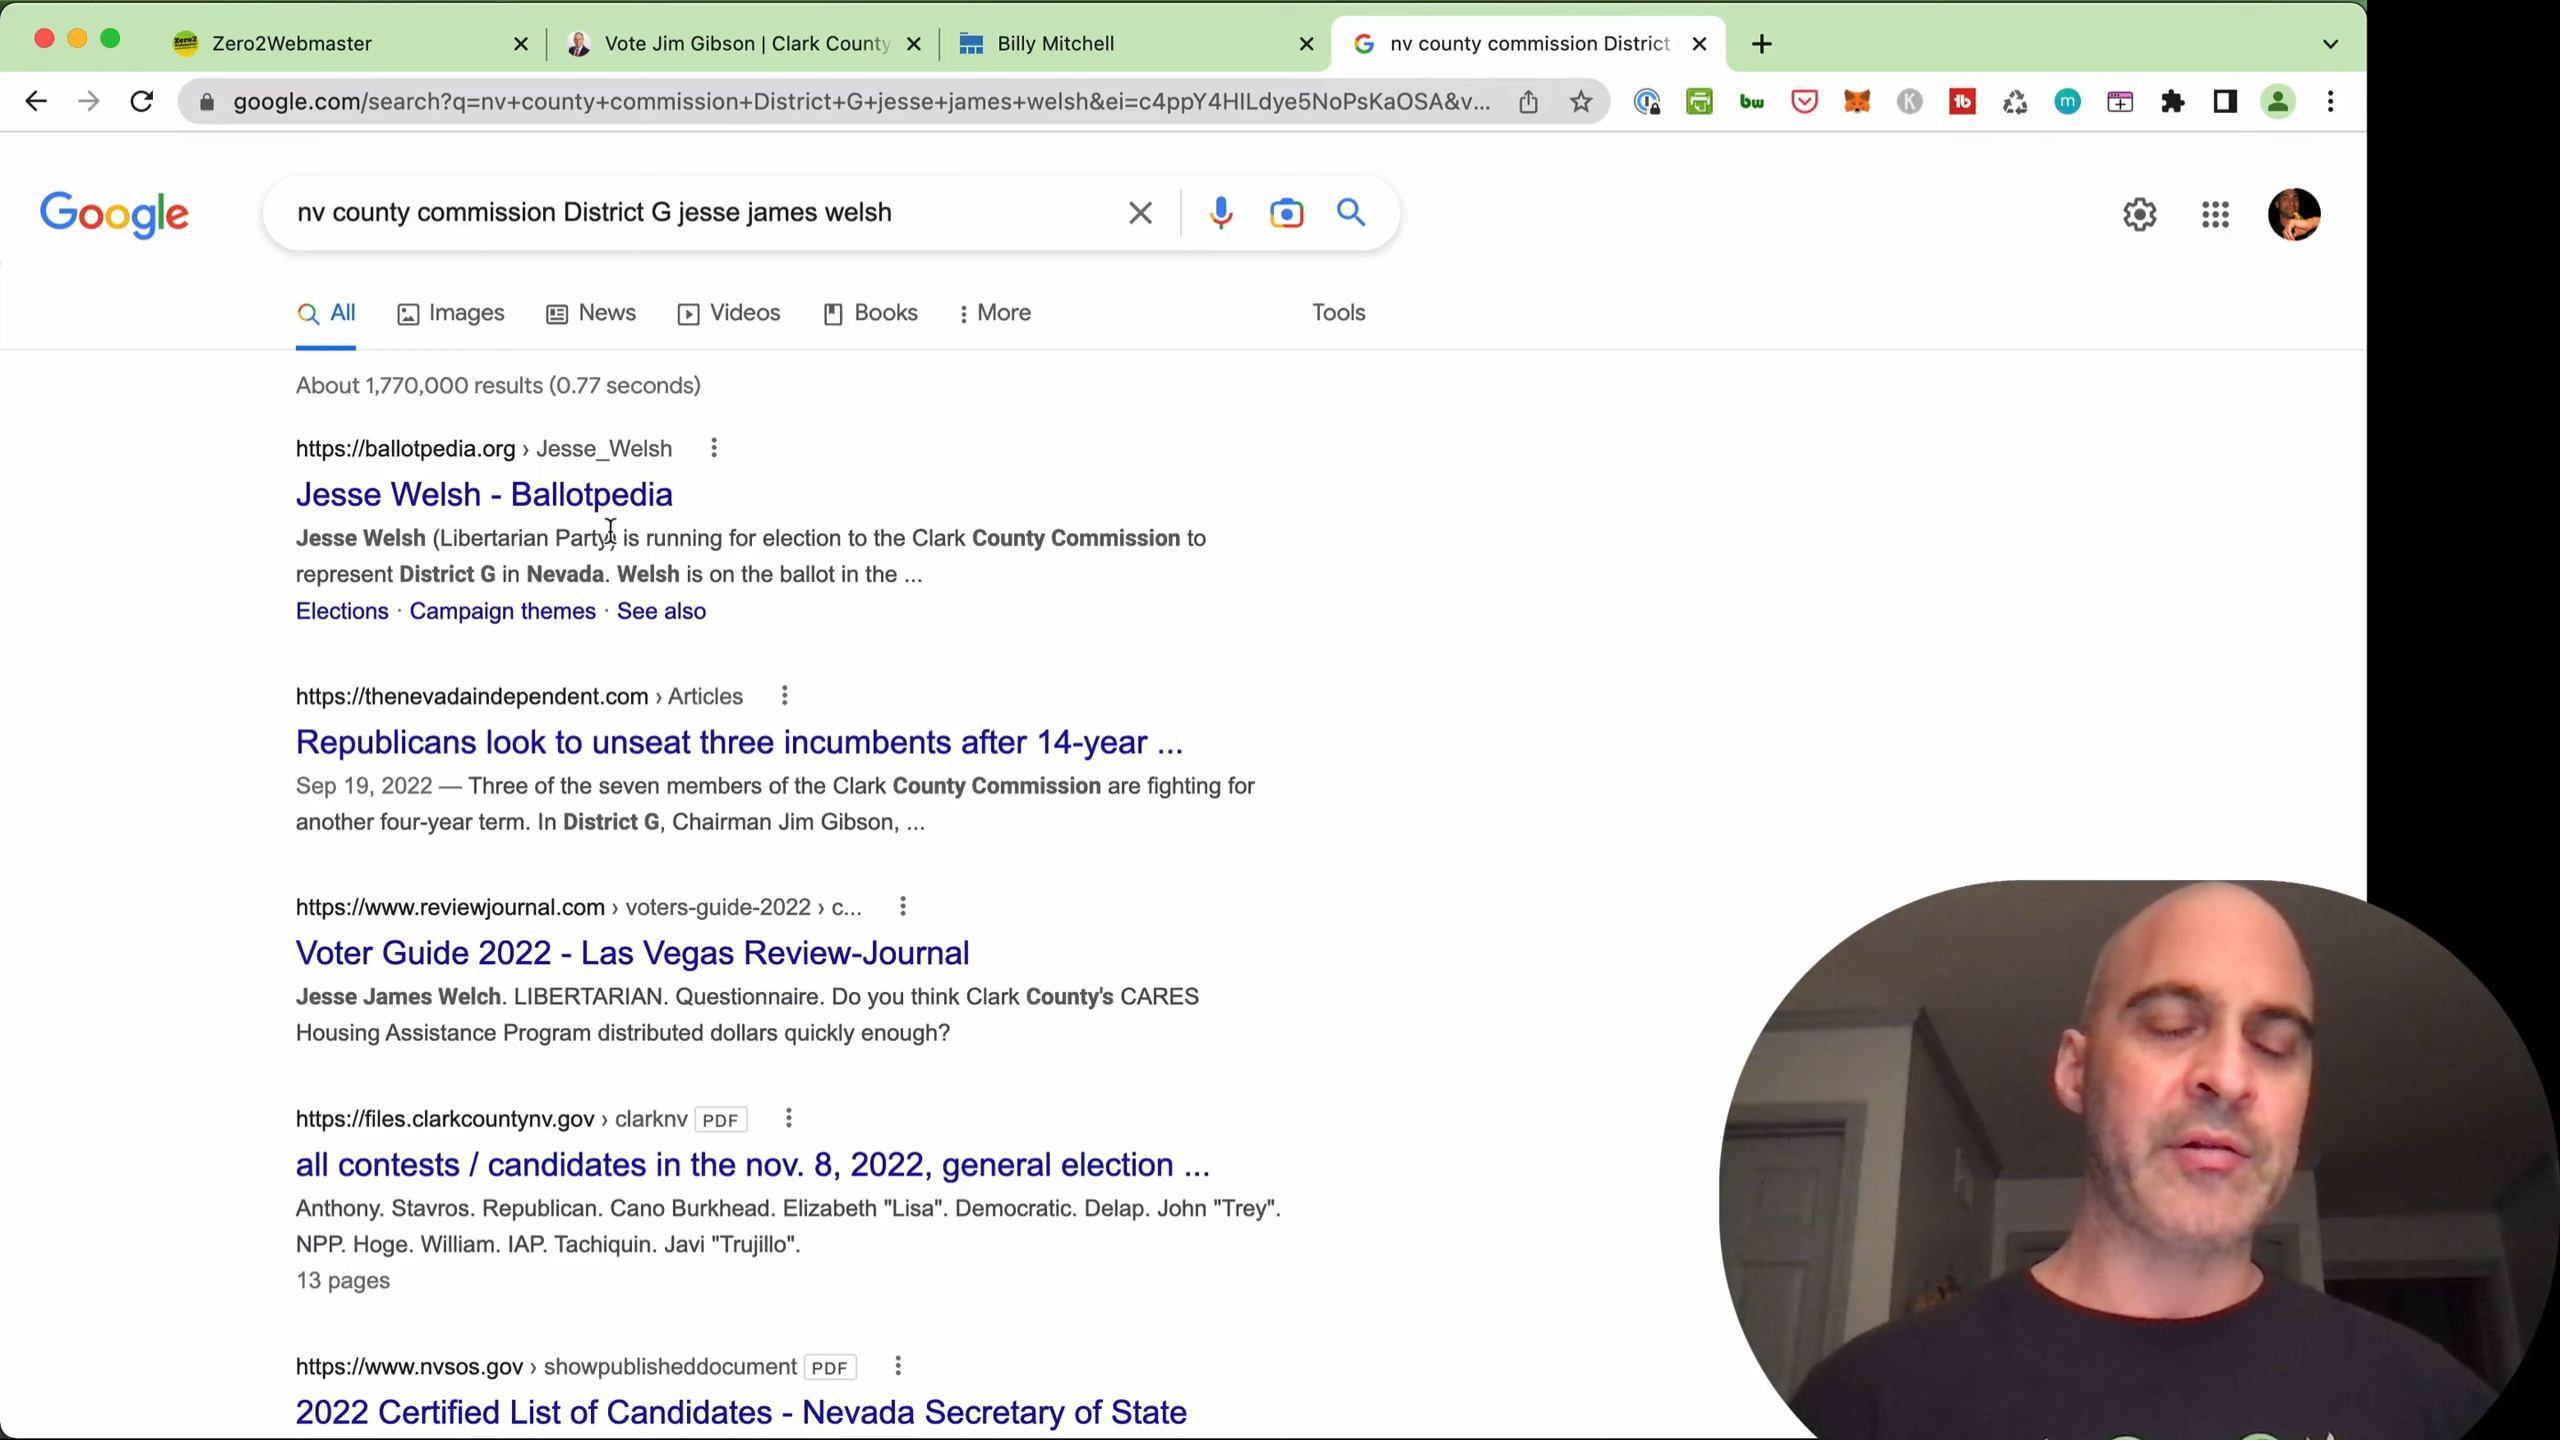 Zero2Webmaster
Vote Jim Gibson | Clark County
Billy Mitchell
nv county commission District
google.com/search?q=nv+county+commission+District+G+jesse+james+welsh&ei=c4ppY4HILdye5NoPsKaOSA&v...
Google
nv county commission District G jesse james welsh
All Images News Videos Books More Tools
About 1,770,000 results (0.77 seconds)
https://ballotpedia.org › Jesse_Welsh
Jesse Welsh - Ballotpedia
Jesse Welsh (Libertarian Party) is running for election to the Clark County Commission to
represent District G in Nevada. Welsh is on the ballot in the ...
Elections · Campaign themes · See also
https://thenevadaindependent.com › Articles
Republicans look to unseat three incumbents after 14-year ...
Sep 19, 2022 — Three of the seven members of the Clark County Commission are fighting for
another four-year term. In District G, Chairman Jim Gibson, ...
https://www.reviewjournal.com › voters-guide-2022 › c...
Voter Guide 2022 - Las Vegas Review-Journal
Jesse James Welch. LIBERTARIAN. Questionnaire. Do you think Clark County's CARES
Housing Assistance Program distributed dollars quickly enough?
https://files.clarkcountynv.gov › clarknv PDF
all contests / candidates in the nov. 8, 2022, general election ...
Anthony. Stavros. Republican. Cano Burkhead. Elizabeth "Lisa". Democratic. Delap. John "Trey".
NPP. Hoge. William. IAP. Tachiquin. Javi "Trujillo".
13 pages
https://www.nvsos.gov › showpublisheddocument PDF
2022 Certified List of Candidates - Nevada Secretary of State